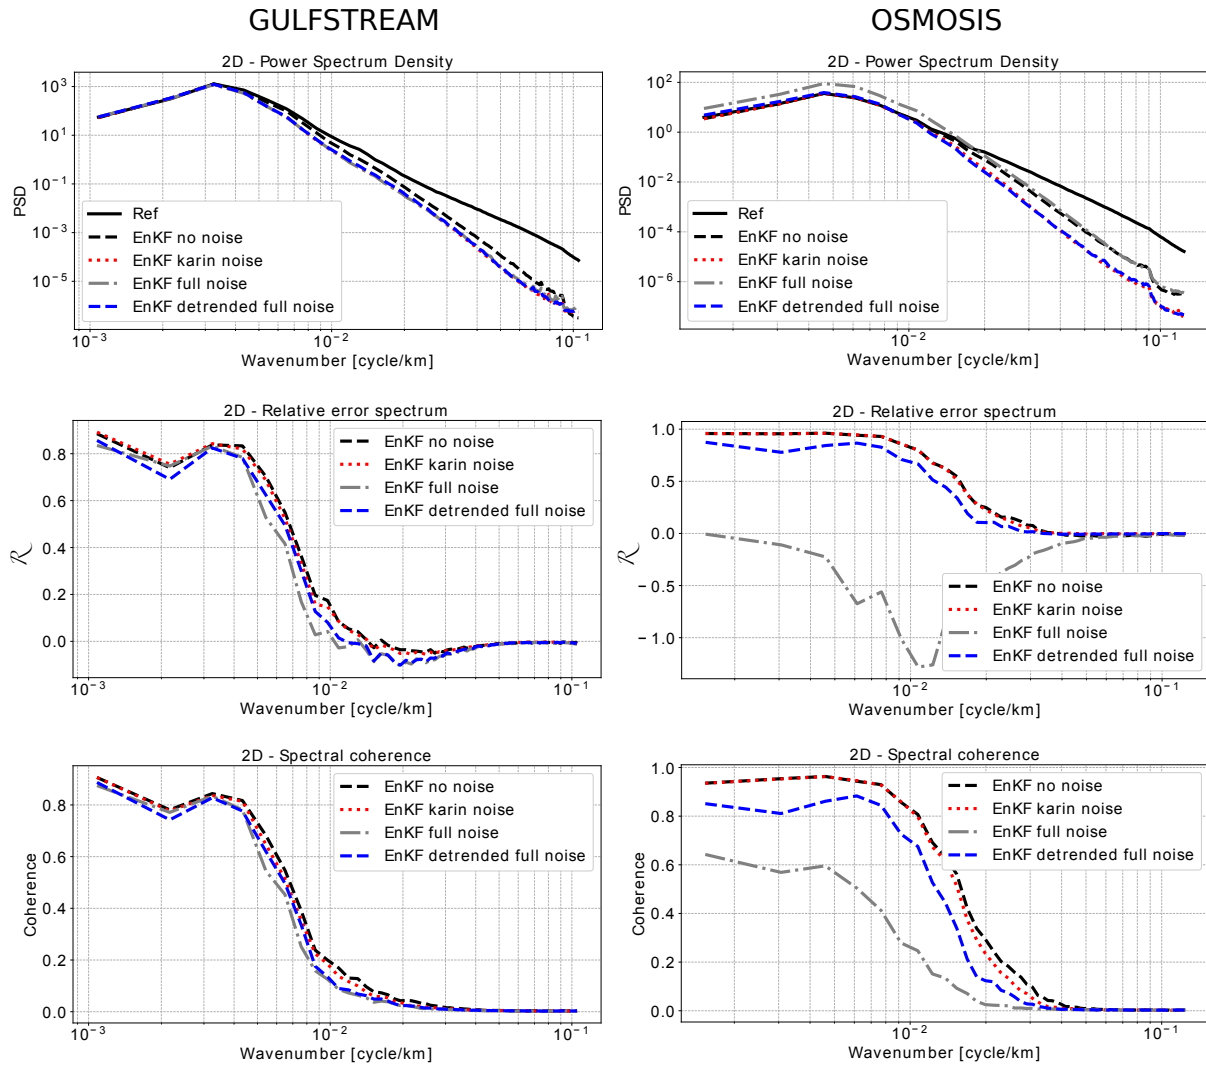 GULFSTREAM
OSMOSIS
2D - Power Spectrum Density
10³
10¹
10⁻¹
10⁻³
10⁻⁵
PSD
Ref
EnKF no noise
EnKF karin noise
EnKF full noise
EnKF detrended full noise
10⁻³
10⁻²
10⁻¹
Wavenumber [cycle/km]
2D - Power Spectrum Density
10²
10⁰
10⁻²
10⁻⁴
10⁻⁶
PSD
Ref
EnKF no noise
EnKF karin noise
EnKF full noise
EnKF detrended full noise
10⁻²
10⁻¹
Wavenumber [cycle/km]
2D - Relative error spectrum
0.8
0.6
0.4
0.2
0.0
ℛ
EnKF no noise
EnKF karin noise
EnKF full noise
EnKF detrended full noise
10⁻³
10⁻²
10⁻¹
Wavenumber [cycle/km]
2D - Relative error spectrum
1.0
0.5
0.0
−0.5
−1.0
ℛ
EnKF no noise
EnKF karin noise
EnKF full noise
EnKF detrended full noise
10⁻²
10⁻¹
Wavenumber [cycle/km]
2D - Spectral coherence
0.8
0.6
0.4
0.2
0.0
Coherence
EnKF no noise
EnKF karin noise
EnKF full noise
EnKF detrended full noise
10⁻³
10⁻²
10⁻¹
Wavenumber [cycle/km]
2D - Spectral coherence
1.0
0.8
0.6
0.4
0.2
0.0
Coherence
EnKF no noise
EnKF karin noise
EnKF full noise
EnKF detrended full noise
10⁻²
10⁻¹
Wavenumber [cycle/km]